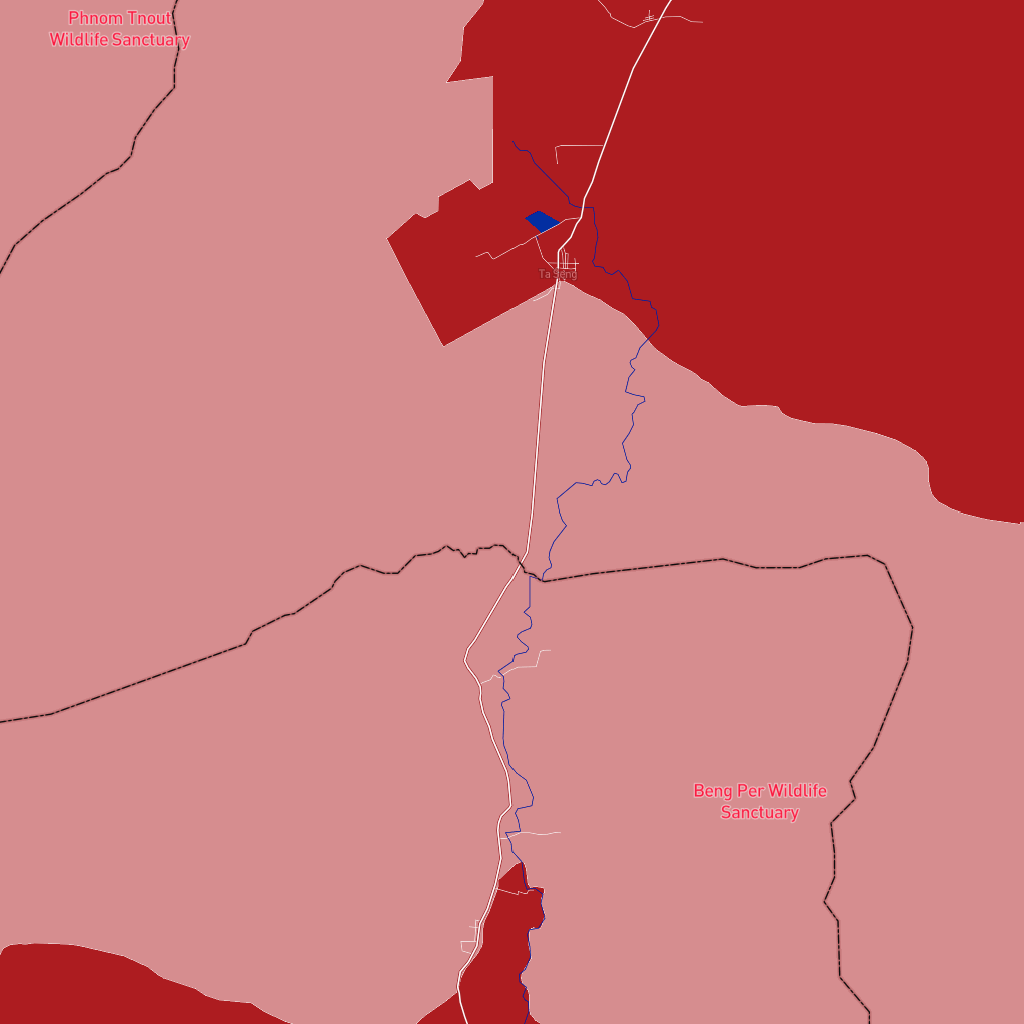 Phnom Tnout
Wildlife Sanctuary
Ta Seng
Beng Per Wildlife
Sanctuary